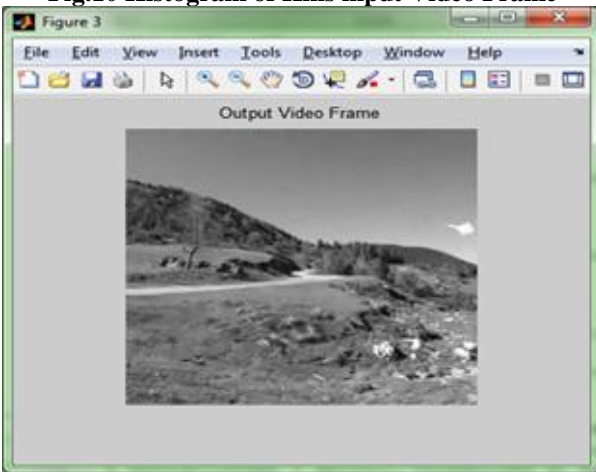 Fig.10 Histogram of Hills input Video Frame
Figure 3
File Edit View Insert Tools Desktop Window Help
Output Video Frame